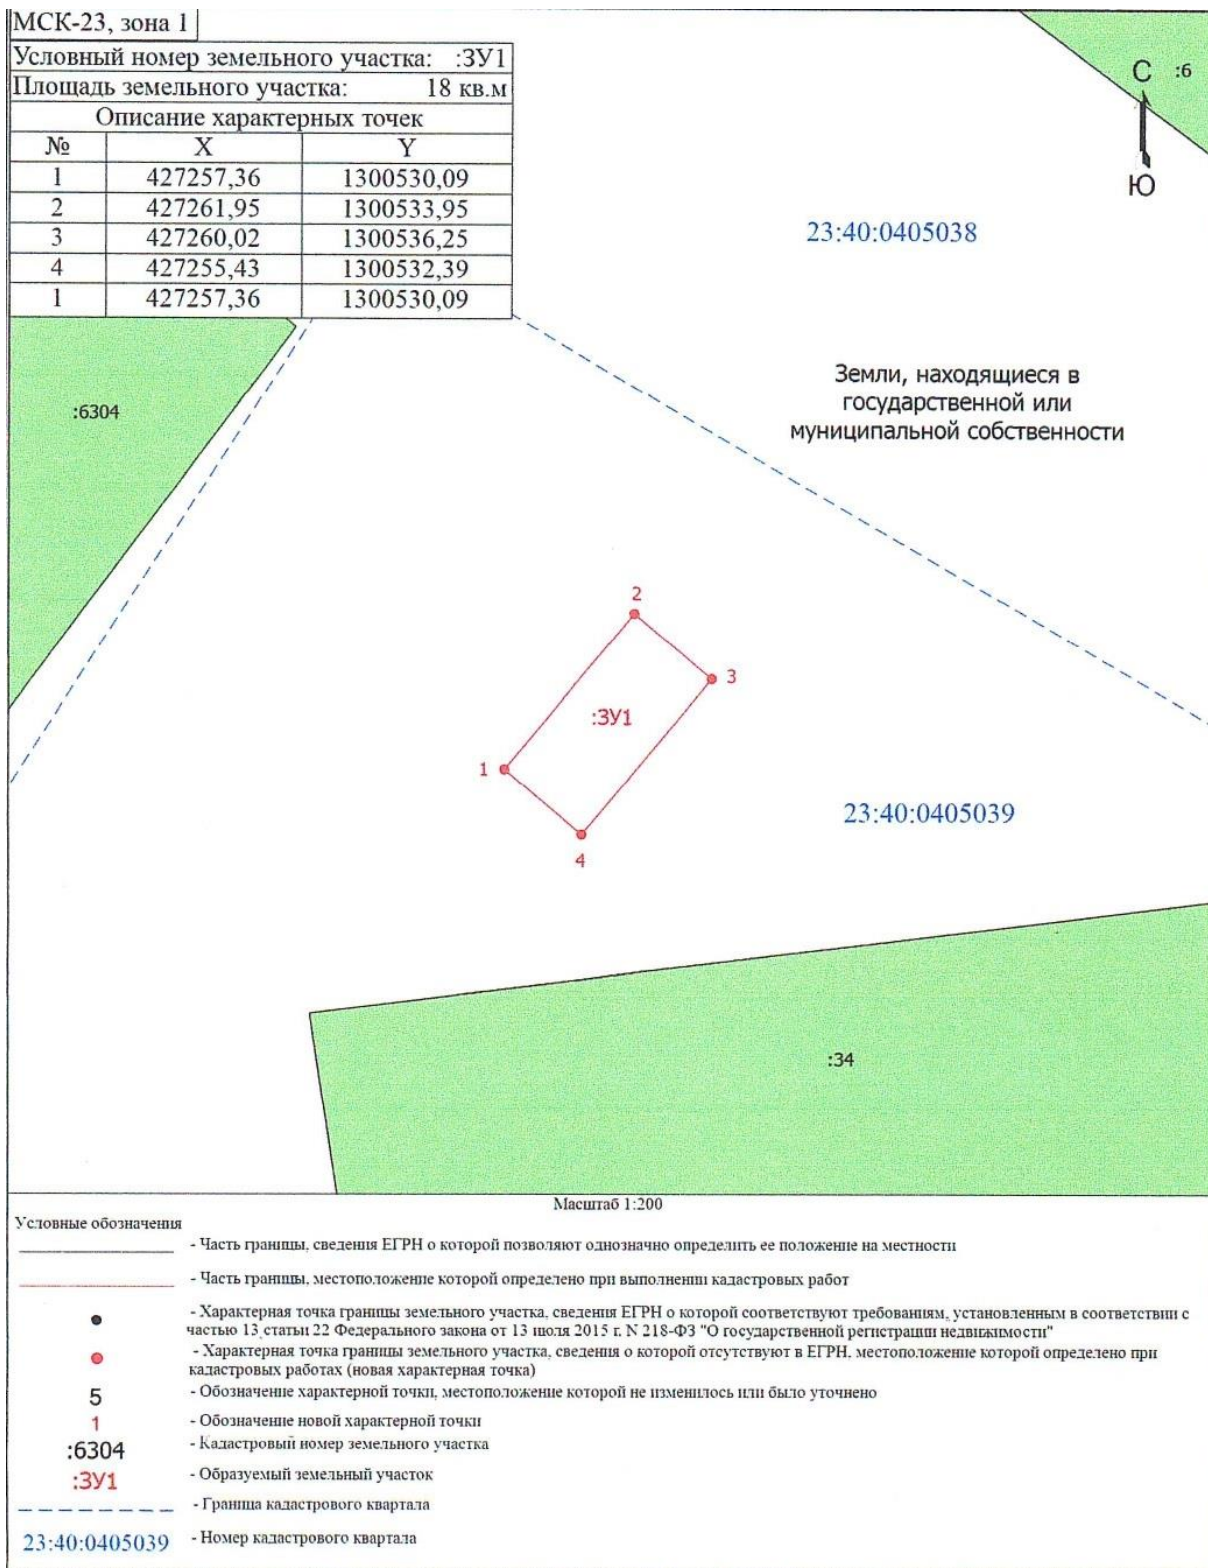 МСК-23, зона 1
Условный номер земельного участка: :ЗУ1
Площадь земельного участка: 18 кв.м
Описание характерных точек
№ X Y
1 427257,36 1300530,09
2 427261,95 1300533,95
3 427260,02 1300536,25
4 427255,43 1300532,39
1 427257,36 1300530,09
С
:6
Ю
23:40:0405038
Земли, находящиеся в
государственной или
муниципальной собственности
:6304
2
3
:ЗУ1
1
4
23:40:0405039
:34
Масштаб 1:200
Условные обозначения
- Часть границы, сведения ЕГРН о которой позволяют однозначно определить ее положение на местности
- Часть границы, местоположение которой определено при выполнении кадастровых работ
- Характерная точка границы земельного участка, сведения ЕГРН о которой соответствуют требованиям, установленным в соответствии с
частью 13 статьи 22 Федерального закона от 13 июля 2015 г. N 218-ФЗ "О государственной регистрации недвижимости"
- Характерная точка границы земельного участка, сведения о которой отсутствуют в ЕГРН, местоположение которой определено при
кадастровых работах (новая характерная точка)
5 - Обозначение характерной точки, местоположение которой не изменилось или было уточнено
1 - Обозначение новой характерной точки
:6304 - Кадастровый номер земельного участка
:ЗУ1 - Образуемый земельный участок
- Граница кадастрового квартала
23:40:0405039 - Номер кадастрового квартала